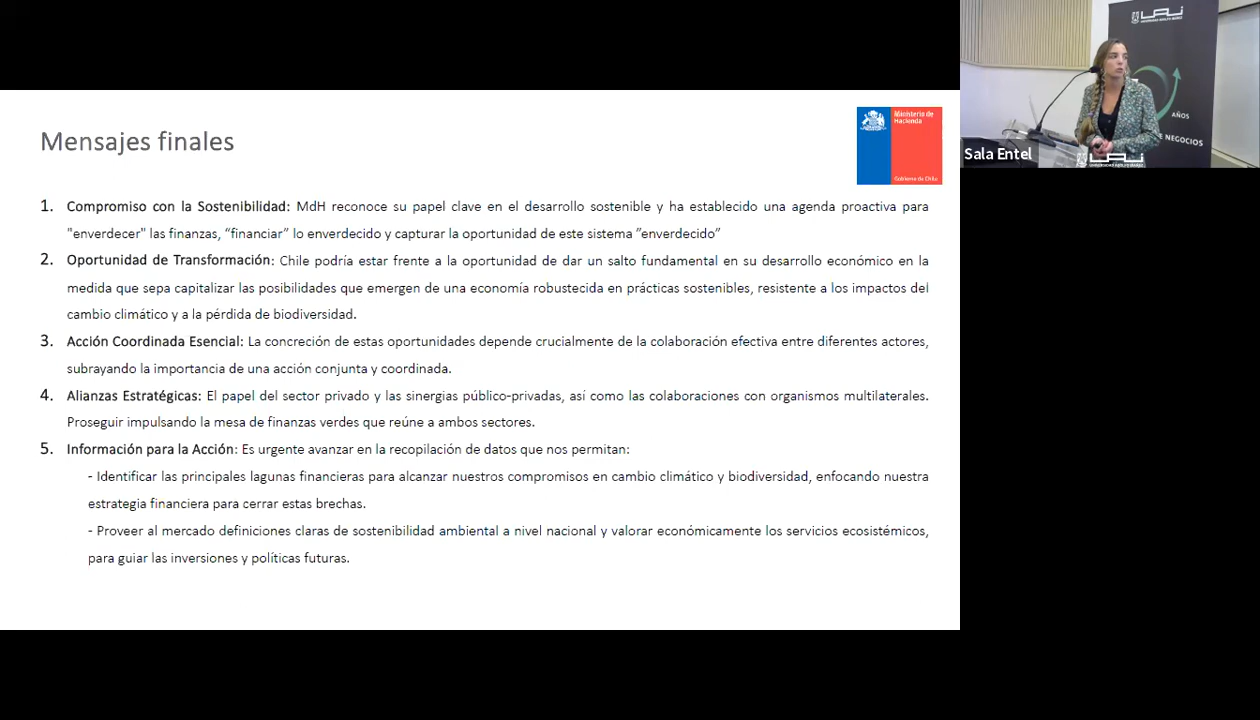 Mensajes finales
Ministerio de
Hacienda
Gobierno de Chile
1. Compromiso con la Sostenibilidad: MdH reconoce su papel clave en el desarrollo sostenible y ha establecido una agenda proactiva para
"enverdecer" las finanzas, “financiar” lo enverdecido y capturar la oportunidad de este sistema ”enverdecido”
2. Oportunidad de Transformación: Chile podría estar frente a la oportunidad de dar un salto fundamental en su desarrollo económico en la
medida que sepa capitalizar las posibilidades que emergen de una economía robustecida en prácticas sostenibles, resistente a los impactos del
cambio climático y a la pérdida de biodiversidad.
3. Acción Coordinada Esencial: La concreción de estas oportunidades depende crucialmente de la colaboración efectiva entre diferentes actores,
subrayando la importancia de una acción conjunta y coordinada.
4. Alianzas Estratégicas: El papel del sector privado y las sinergias público-privadas, así como las colaboraciones con organismos multilaterales.
Proseguir impulsando la mesa de finanzas verdes que reúne a ambos sectores.
5. Información para la Acción: Es urgente avanzar en la recopilación de datos que nos permitan:
- Identificar las principales lagunas financieras para alcanzar nuestros compromisos en cambio climático y biodiversidad, enfocando nuestra
estrategia financiera para cerrar estas brechas.
- Proveer al mercado definiciones claras de sostenibilidad ambiental a nivel nacional y valorar económicamente los servicios ecosistémicos,
para guiar las inversiones y políticas futuras.
UAI
UNIVERSIDAD ADOLFO IBÁÑEZ
AÑOS
E NEGOCIOS
Sala Entel
UAI